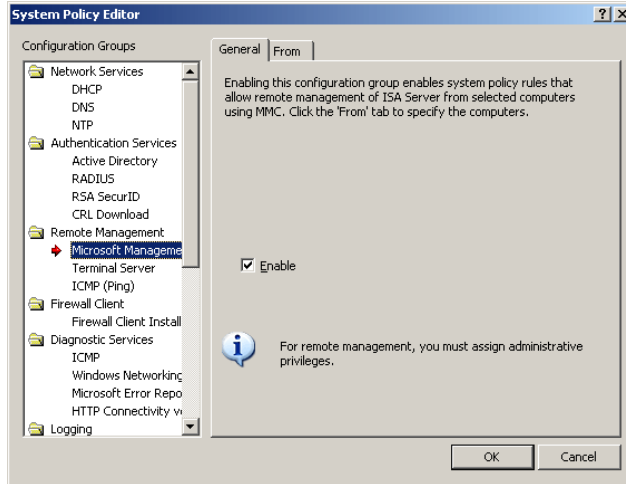 System Policy Editor
Configuration Groups
Network Services
DHCP
DNS
NTP
Authentication Services
Active Directory
RADIUS
RSA SecurID
CRL Download
Remote Management
Microsoft Manageme
Terminal Server
ICMP (Ping)
Firewall Client
Firewall Client Install
Diagnostic Services
ICMP
Windows Networking
Microsoft Error Repo
HTTP Connectivity v
Logging
General
From
Enabling this configuration group enables system policy rules that
allow remote management of ISA Server from selected computers
using MMC. Click the 'From' tab to specify the computers.
Enable
For remote management, you must assign administrative
privileges.
OK
Cancel